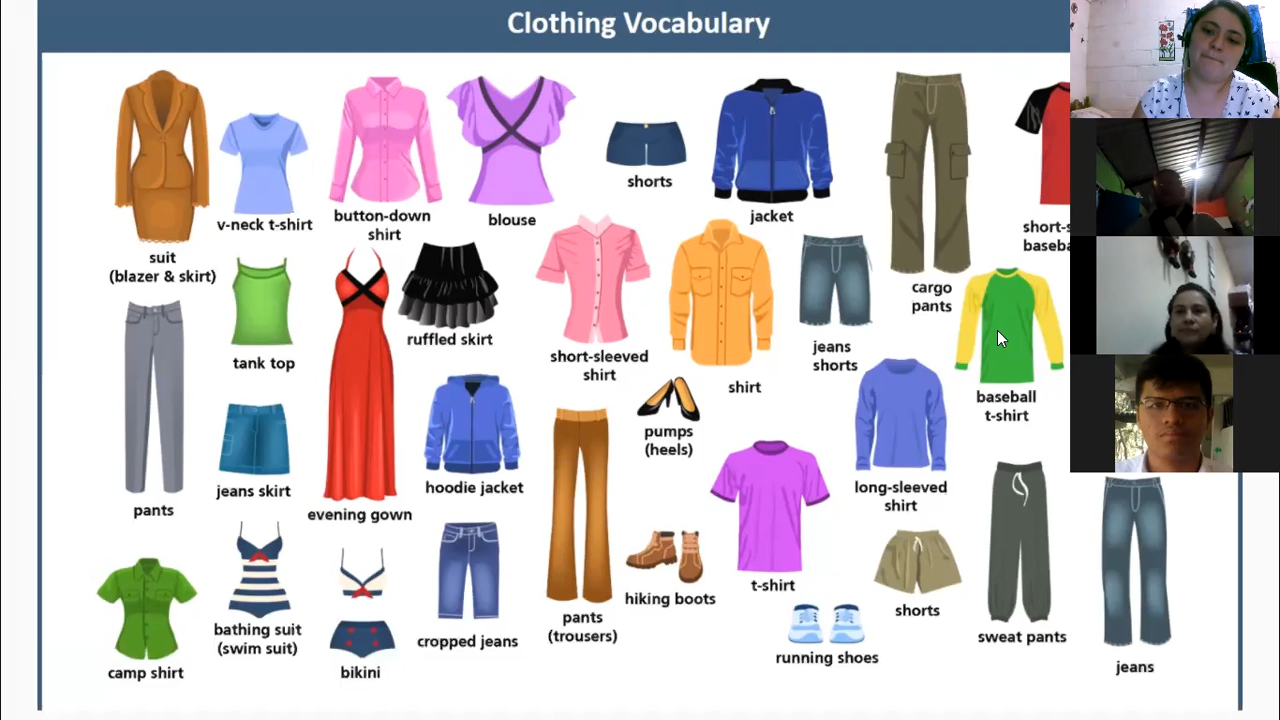 Clothing Vocabulary
suit
(blazer & skirt)
v-neck t-shirt
button-down
shirt
blouse
shorts
jacket
cargo
pants
short-s
baseba
tank top
ruffled skirt
short-sleeved
shirt
shirt
jeans
shorts
baseball
t-shirt
pants
jeans skirt
evening gown
hoodie jacket
pumps
(heels)
long-sleeved
shirt
camp shirt
bathing suit
(swim suit)
bikini
cropped jeans
pants
(trousers)
hiking boots
t-shirt
running shoes
shorts
sweat pants
jeans